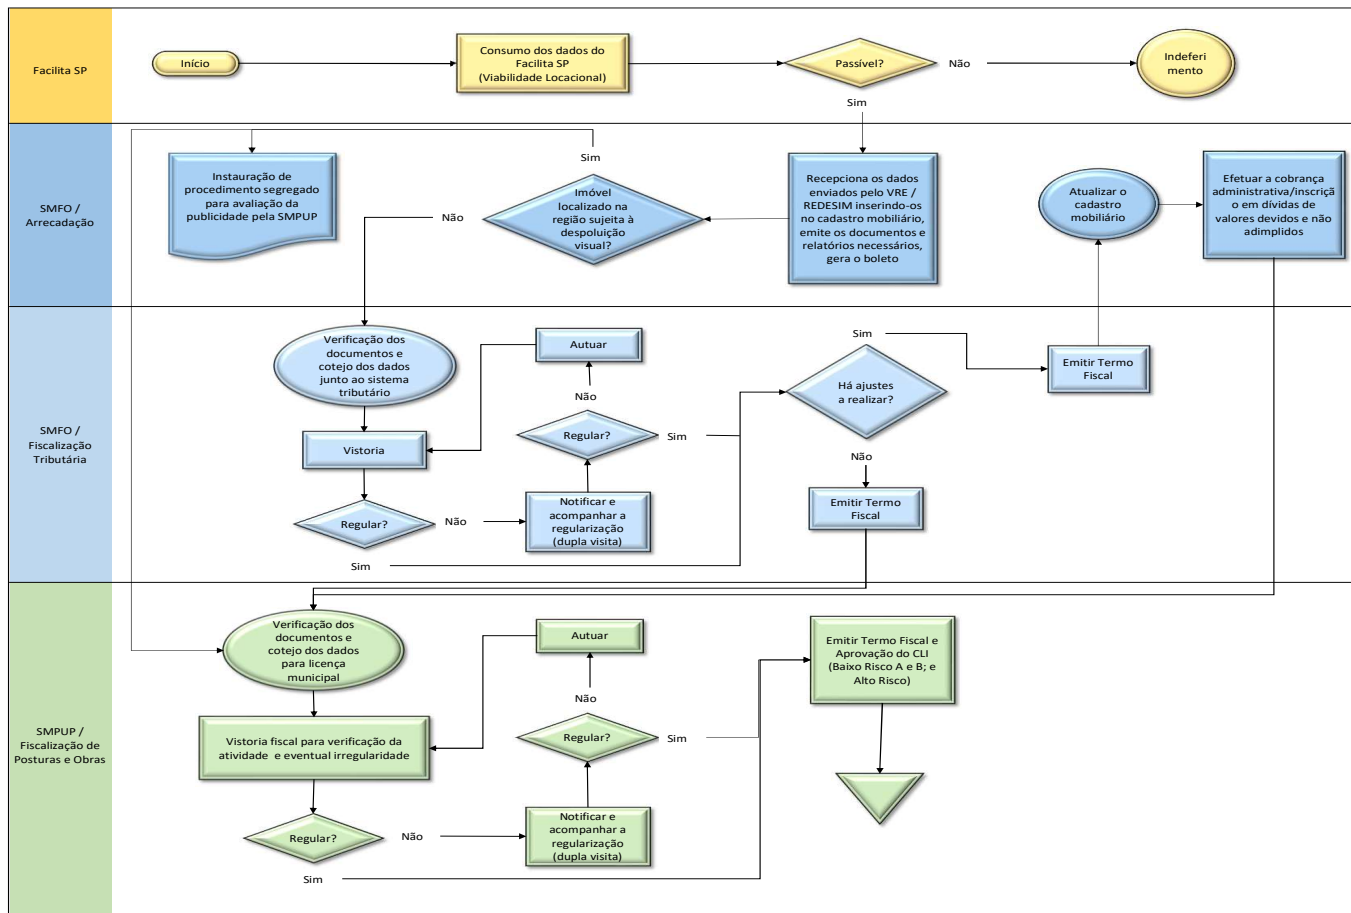 Facilita SP
Início
Consumo dos dados do
Facilita SP
(Viabilidade Locacional)
Passível?
Não
Indeferi
mento
Sim
SMFO /
Arrecadação
Instauração de
procedimento segregado
para avaliação da
publicidade pela SMPUP
Sim
Não
Imóvel
localizado na
região sujeita à
despoluição
visual?
Recepciona os dados
enviados pelo VRE /
REDESIM inserindo-os
no cadastro mobiliário,
emite os documentos e
relatórios necessários,
gera o boleto
Atualizar o
cadastro
mobiliário
Efetuar a cobrança
administrativa/inscriçã
o em dívidas de
valores devidos e não
adimplidos
SMFO /
Fiscalização
Tributária
Verificação dos
documentos e
cotejo dos dados
junto ao sistema
tributário
Autuar
Não
Regular?
Sim
Vistoria
Regular?
Não
Notificar e
acompanhar a
regularização
(dupla visita)
Sim
Há ajustes
a realizar?
Sim
Emitir Termo
Fiscal
Não
Emitir Termo
Fiscal
SMPUP /
Fiscalização de
Posturas e Obras
Verificação dos
documentos e
cotejo dos dados
para licença
municipal
Autuar
Não
Regular?
Sim
Vistoria fiscal para verificação da
atividade e eventual irregularidade
Regular?
Não
Notificar e
acompanhar a
regularização
(dupla visita)
Sim
Emitir Termo Fiscal e
Aprovação do CLI
(Baixo Risco A e B; e
Alto Risco)